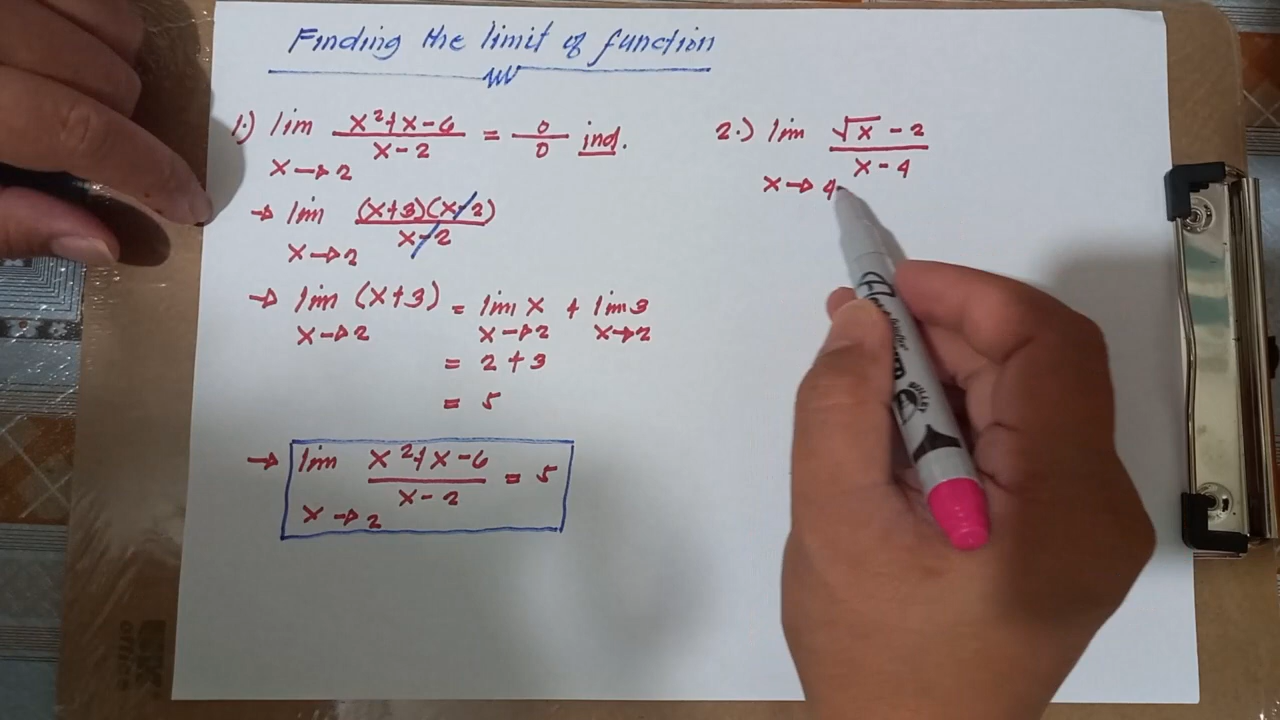 Finding the limit of function
1.) lim x²+x-6 / x-2 = 0/0 ind.
x→2
→ lim (x+3)(x-2) / x-2
x→2
→ lim (x+3) = lim x + lim 3
x→2 x→2 x→2
= 2+3
= 5
→ lim x²+x-6 / x-2 = 5
x→2
2.) lim √x - 2 / x-4
x→4